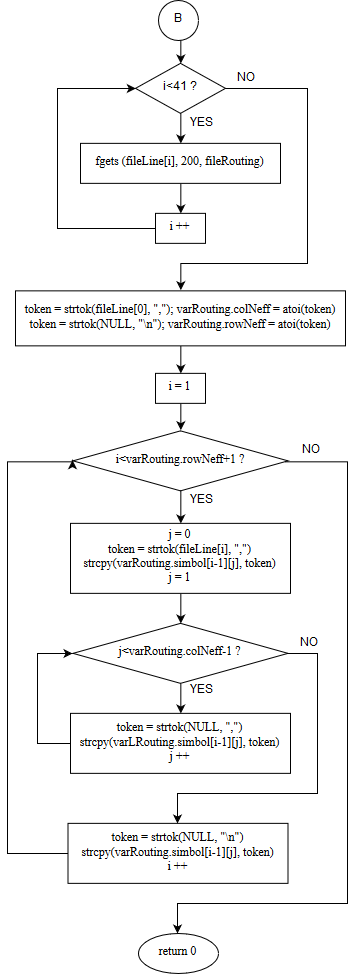 B
i<41 ?
NO
YES
fgets (fileLine[i], 200, fileRouting)
i ++
token = strtok(fileLine[0], ","); varRouting.colNeff = atoi(token)
token = strtok(NULL, "\n"); varRouting.rowNeff = atoi(token)
i = 1
i<varRouting.rowNeff+1 ?
NO
YES
j = 0
token = strtok(fileLine[i], ",")
strcpy(varRouting.simbol[i-1][j], token)
j = 1
j<varRouting.colNeff-1 ?
NO
YES
token = strtok(NULL, ",")
strcpy(varLRouting.simbol[i-1][j], token)
j ++
token = strtok(NULL, "\n")
strcpy(varRouting.simbol[i-1][j], token)
i ++
return 0